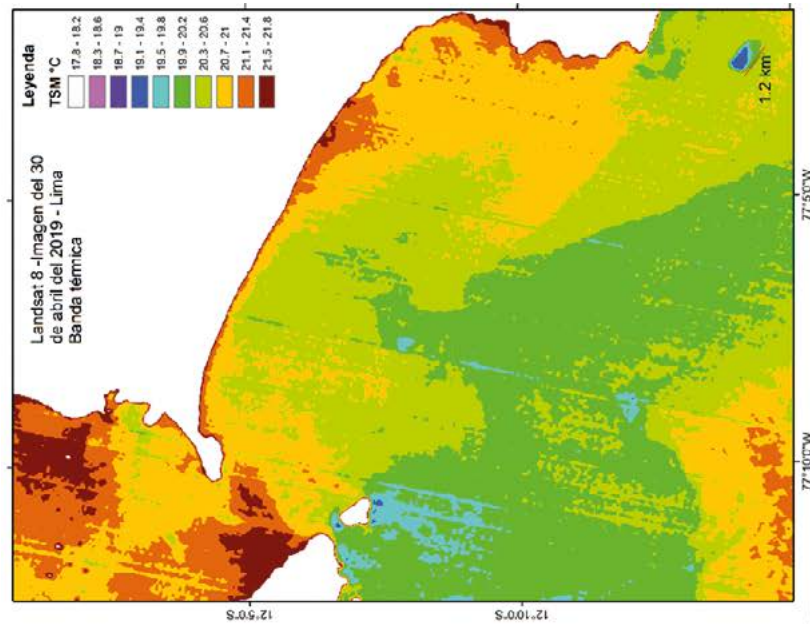 Landsat 8 -Imagen del 30
de abril del 2019 - Lima
Banda térmica
Leyenda
TSM °C
17.8 - 18.2
18.3 - 18.6
18.7 - 19
19.1 - 19.4
19.5 - 19.8
19.9 - 20.2
20.3 - 20.6
20.7 - 21
21.1 - 21.4
21.5 - 21.8
1.2 km
12°5'0"S
12°10'0"S
77°10'0"W
77°5'0"W